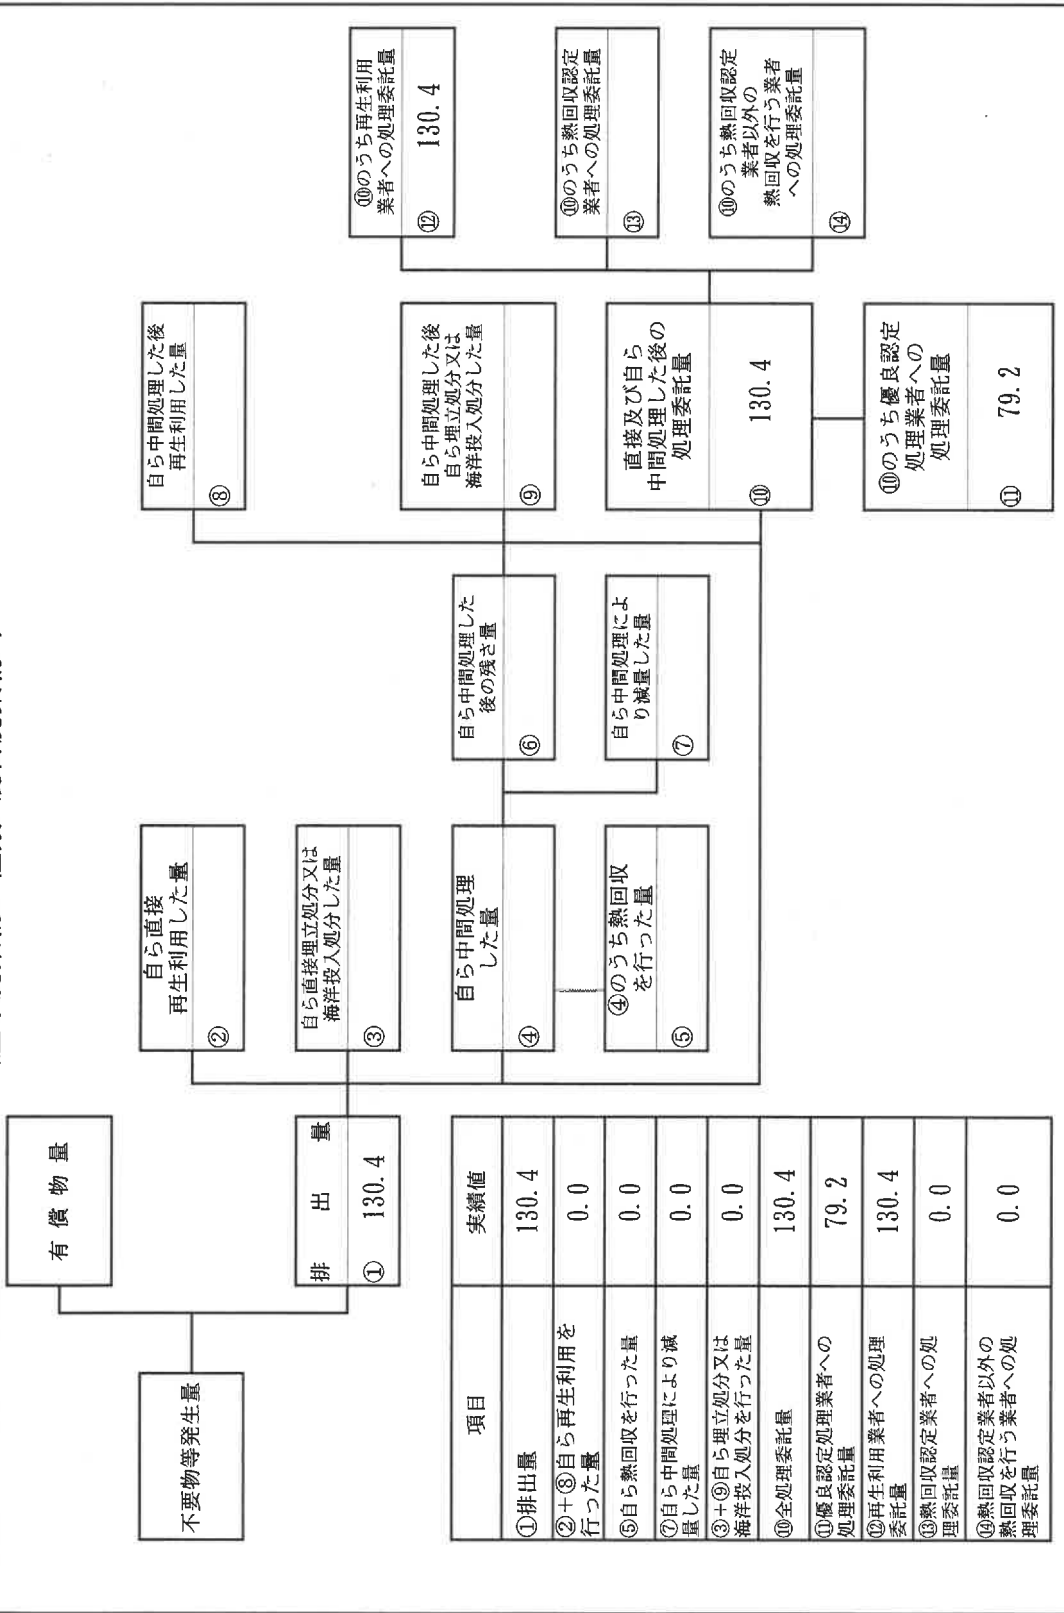 有償物量
不要物等発生量
排出量
① 130.4
自ら直接
再生利用した量
②
自ら直接埋立処分又は
海洋投入処分した量
③
自ら中間処理
した量
④
④のうち熱回収
を行った量
⑤
自ら中間処理した
後の残さ量
⑥
自ら中間処理によ
り減量した量
⑦
自ら中間処理した後
再生利用した量
⑧
自ら中間処理した後
自ら埋立処分又は
海洋投入処分した量
⑨
直接及び自ら
中間処理した後の
処理委託量
⑩ 130.4
⑩のうち優良認定
処理業者への
処理委託量
⑪ 79.2
⑩のうち再生利用
業者への処理委託量
⑫ 130.4
⑩のうち熱回収認定
業者への処理委託量
⑬
⑩のうち熱回収認定
業者以外の
熱回収を行う業者
への処理委託量
⑭
項目 実績値
①排出量 130.4
②+⑧自ら再生利用を
行った量 0.0
⑤自ら熱回収を行った量 0.0
⑦自ら中間処理により減
量した量 0.0
③+⑨自ら埋立処分又は
海洋投入処分を行った量 0.0
⑩全処理委託量 130.4
⑪優良認定処理業者への
処理委託量 79.2
⑫再生利用業者への処理
委託量 130.4
⑬熱回収認定業者への処
理委託量 0.0
⑭熱回収認定業者以外の
熱回収を行う業者への処
理委託量 0.0